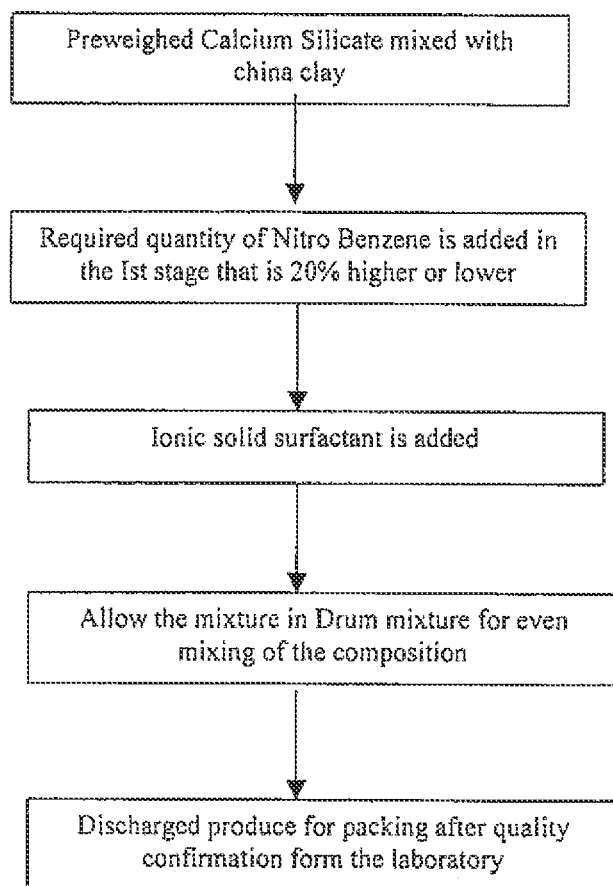 Preweighed Calcium Silicate mixed with
china clay
Required quantity of Nitro Benzene is added in
the Ist stage that is 20% higher or lower
Ionic solid surfactant is added
Allow the mixture in Drum mixture for even
mixing of the composition
Discharged produce for packing after quality
confirmation form the laboratory